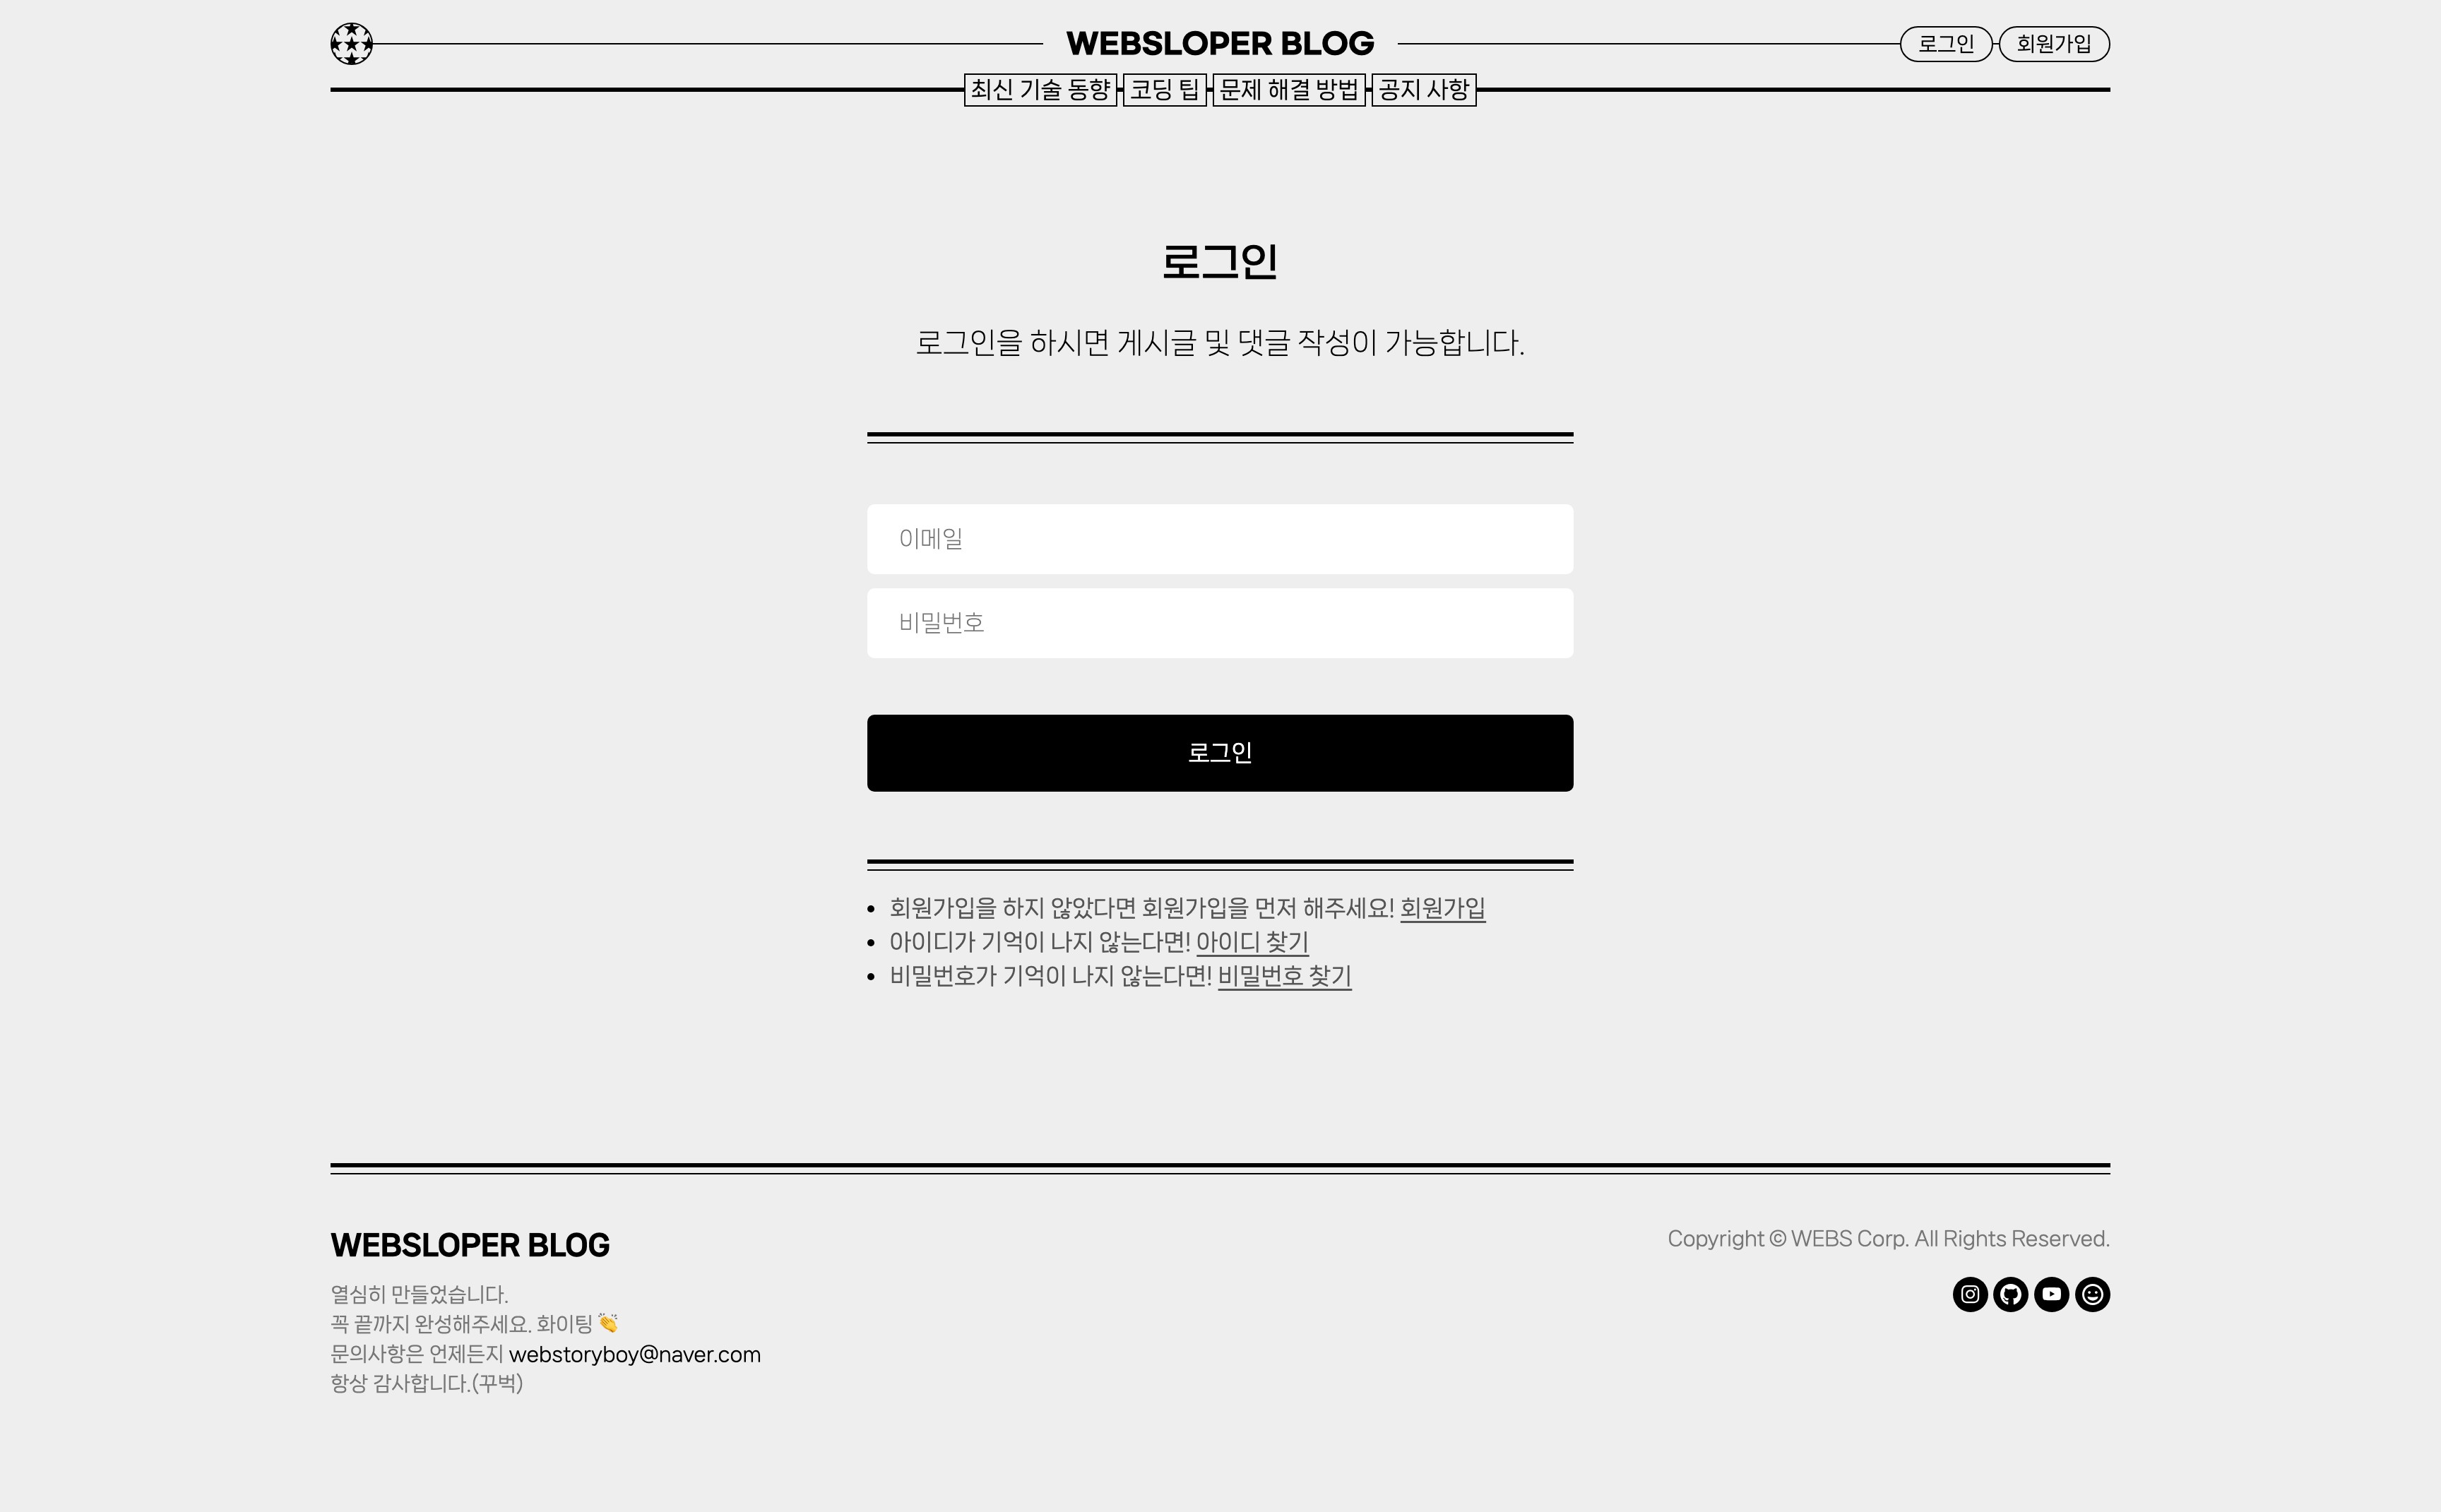 WEBSLOPER BLOG
로그인
회원가입
최신 기술 동향
코딩 팁
문제 해결 방법
공지 사항
로그인
로그인을 하시면 게시글 및 댓글 작성이 가능합니다.
이메일
비밀번호
로그인
회원가입을 하지 않았다면 회원가입을 먼저 해주세요! 회원가입
아이디가 기억이 나지 않는다면! 아이디 찾기
비밀번호가 기억이 나지 않는다면! 비밀번호 찾기
WEBSLOPER BLOG
열심히 만들었습니다.
꼭 끝까지 완성해주세요. 화이팅 👏
문의사항은 언제든지 webstoryboy@naver.com
항상 감사합니다.(꾸벅)
Copyright © WEBS Corp. All Rights Reserved.